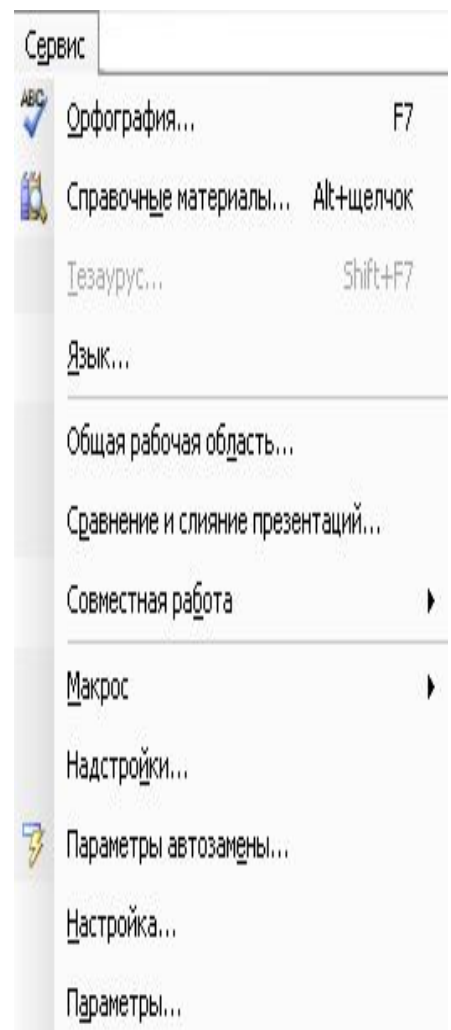 Сервис
ABC
Орфография... F7
Справочные материалы... Alt+щелчок
Тезаурус... Shift+F7
Язык...
Общая рабочая область...
Сравнение и слияние презентаций...
Совместная работа
Макрос
Надстройки...
Параметры автозамены...
Настройка...
Параметры...